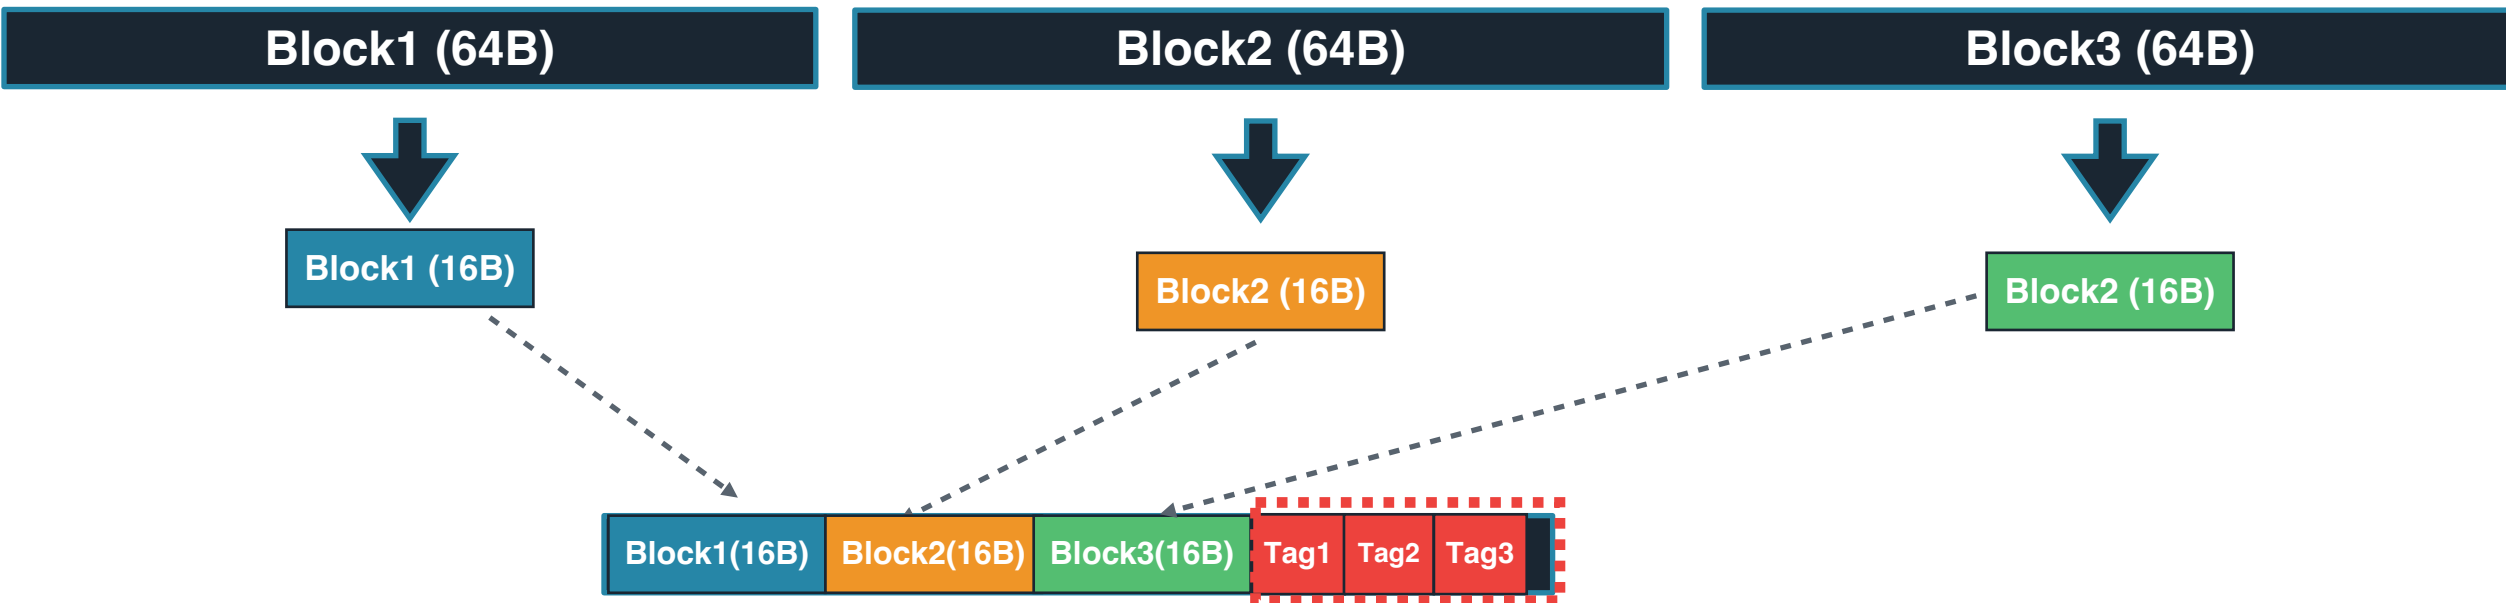 Block1 (64B)
Block2 (64B)
Block3 (64B)
Block1 (16B)
Block2 (16B)
Block2 (16B)
Block1(16B)
Block2(16B)
Block3(16B)
Tag1
Tag2
Tag3